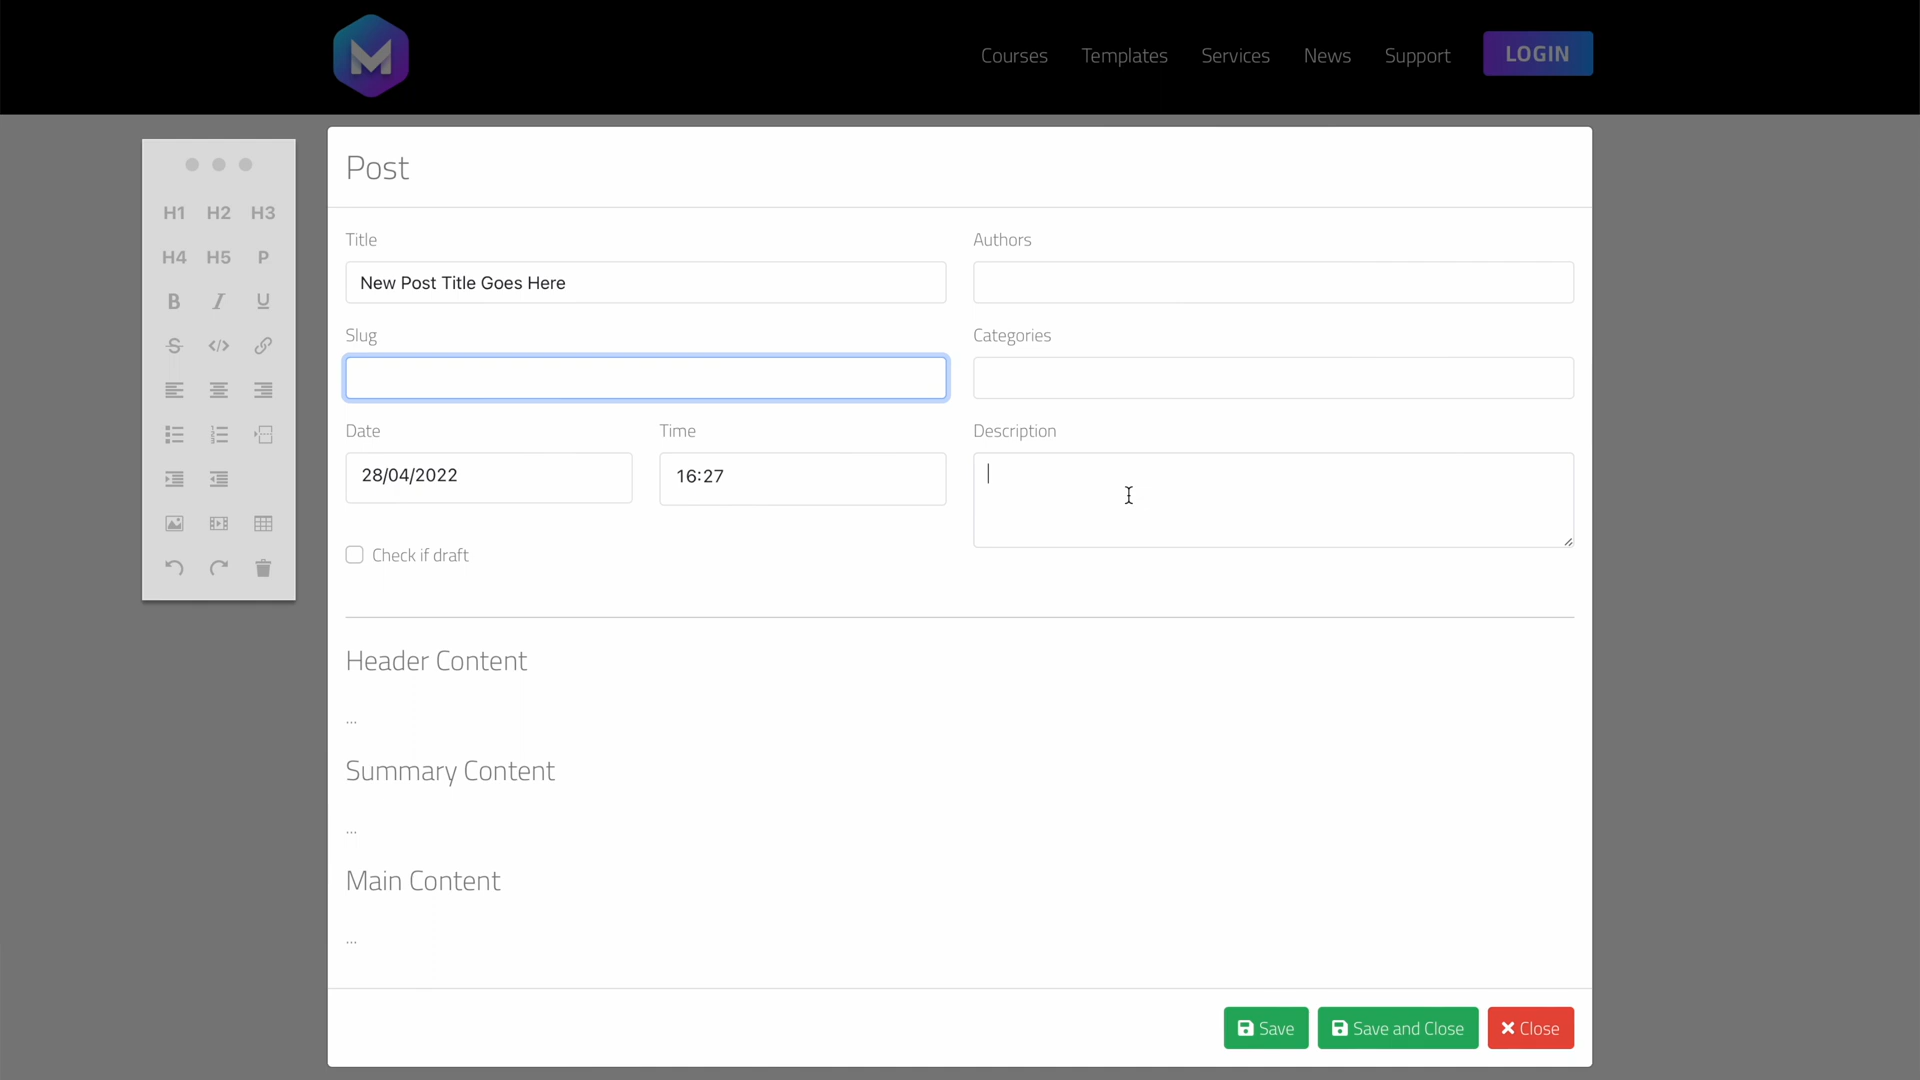 M
Courses Templates Services News Support LOGIN
H1 H2 H3
H4 H5 P
B I U
S </>
Post
Title
New Post Title Goes Here
Authors
Slug
Categories
Date
28/04/2022
Time
16:27
Description
Check if draft
Header Content
...
Summary Content
...
Main Content
...
Save Save and Close Close